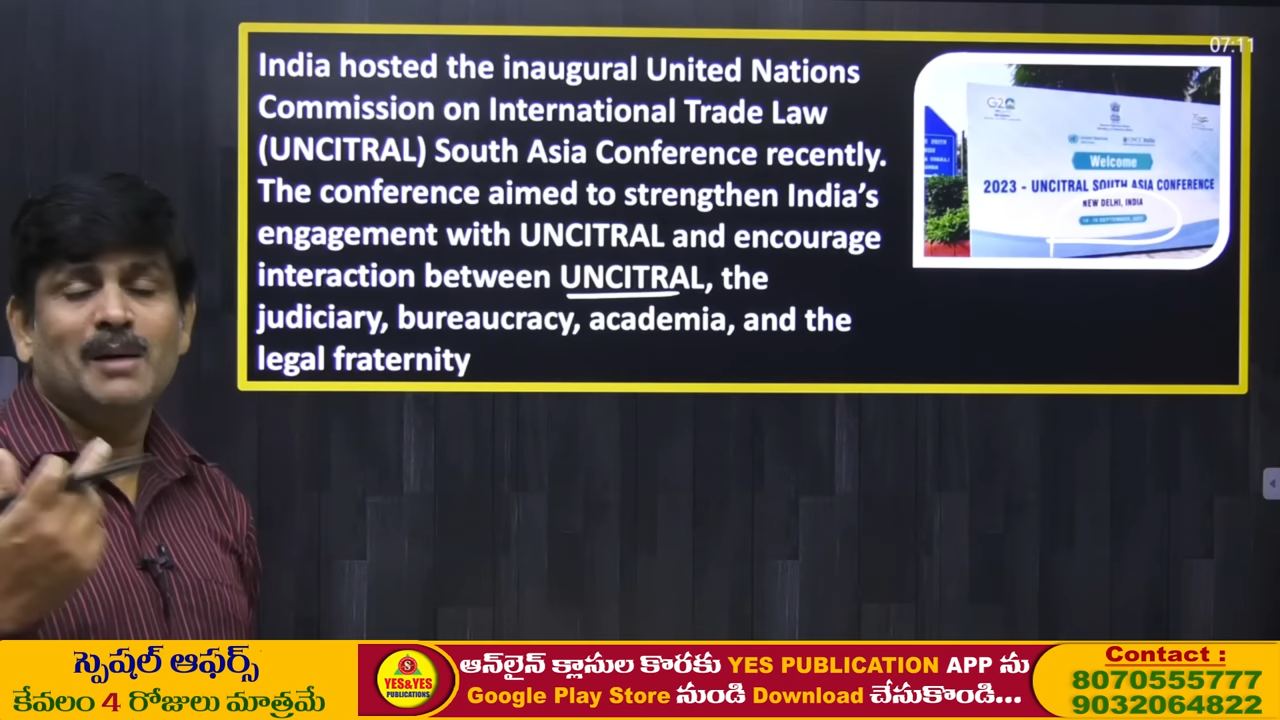 07:11
India hosted the inaugural United Nations
Commission on International Trade Law
(UNCITRAL) South Asia Conference recently.
The conference aimed to strengthen India's
engagement with UNCITRAL and encourage
interaction between UNCITRAL, the
judiciary, bureaucracy, academia, and the
legal fraternity
G20
Welcome
2023 - UNCITRAL SOUTH ASIA CONFERENCE
NEW DELHI, INDIA
స్పెషల్ ఆఫర్స్
కేవలం 4 రోజులు మాత్రమే
YES&YES
PUBLICATIONS
ఆన్‌లైన్ క్లాసుల కొరకు YES PUBLICATION APP ను
Google Play Store నుండి Download చేసుకొండి...
Contact :
8070555777
9032064822